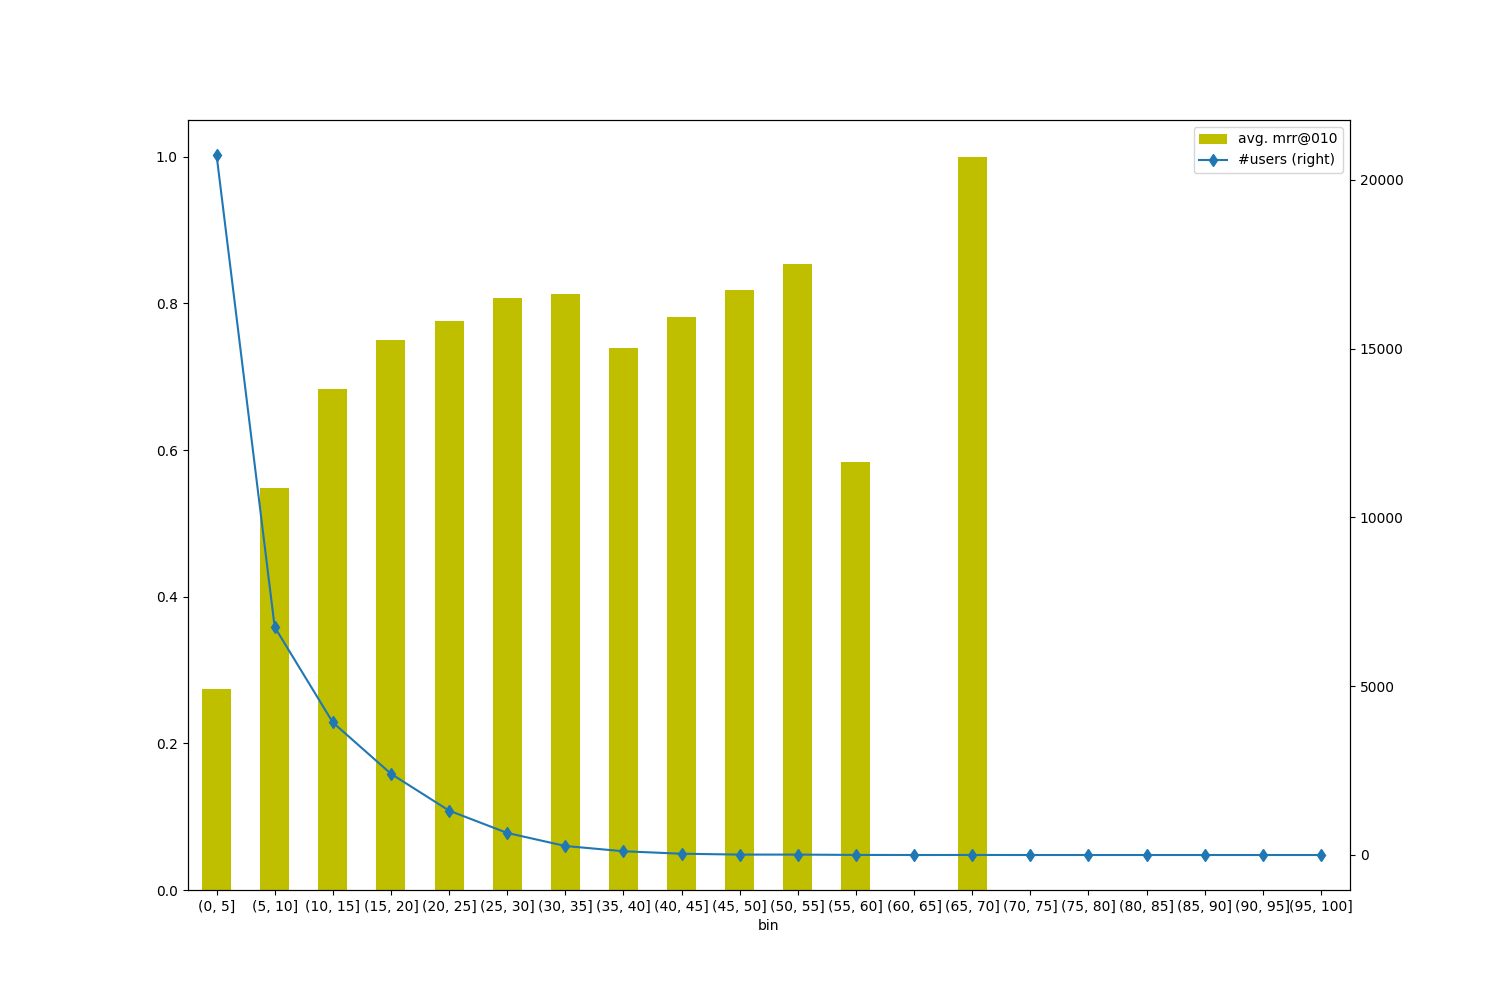 avg. mrr@010
#users (right)
1.0
0.8
0.6
0.4
0.2
0.0
20000
15000
10000
5000
0
(0, 5] (5, 10] (10, 15] (15, 20] (20, 25] (25, 30] (30, 35] (35, 40] (40, 45] (45, 50] (50, 55] (55, 60] (60, 65] (65, 70] (70, 75] (75, 80] (80, 85] (85, 90] (90, 95] (95, 100]
bin